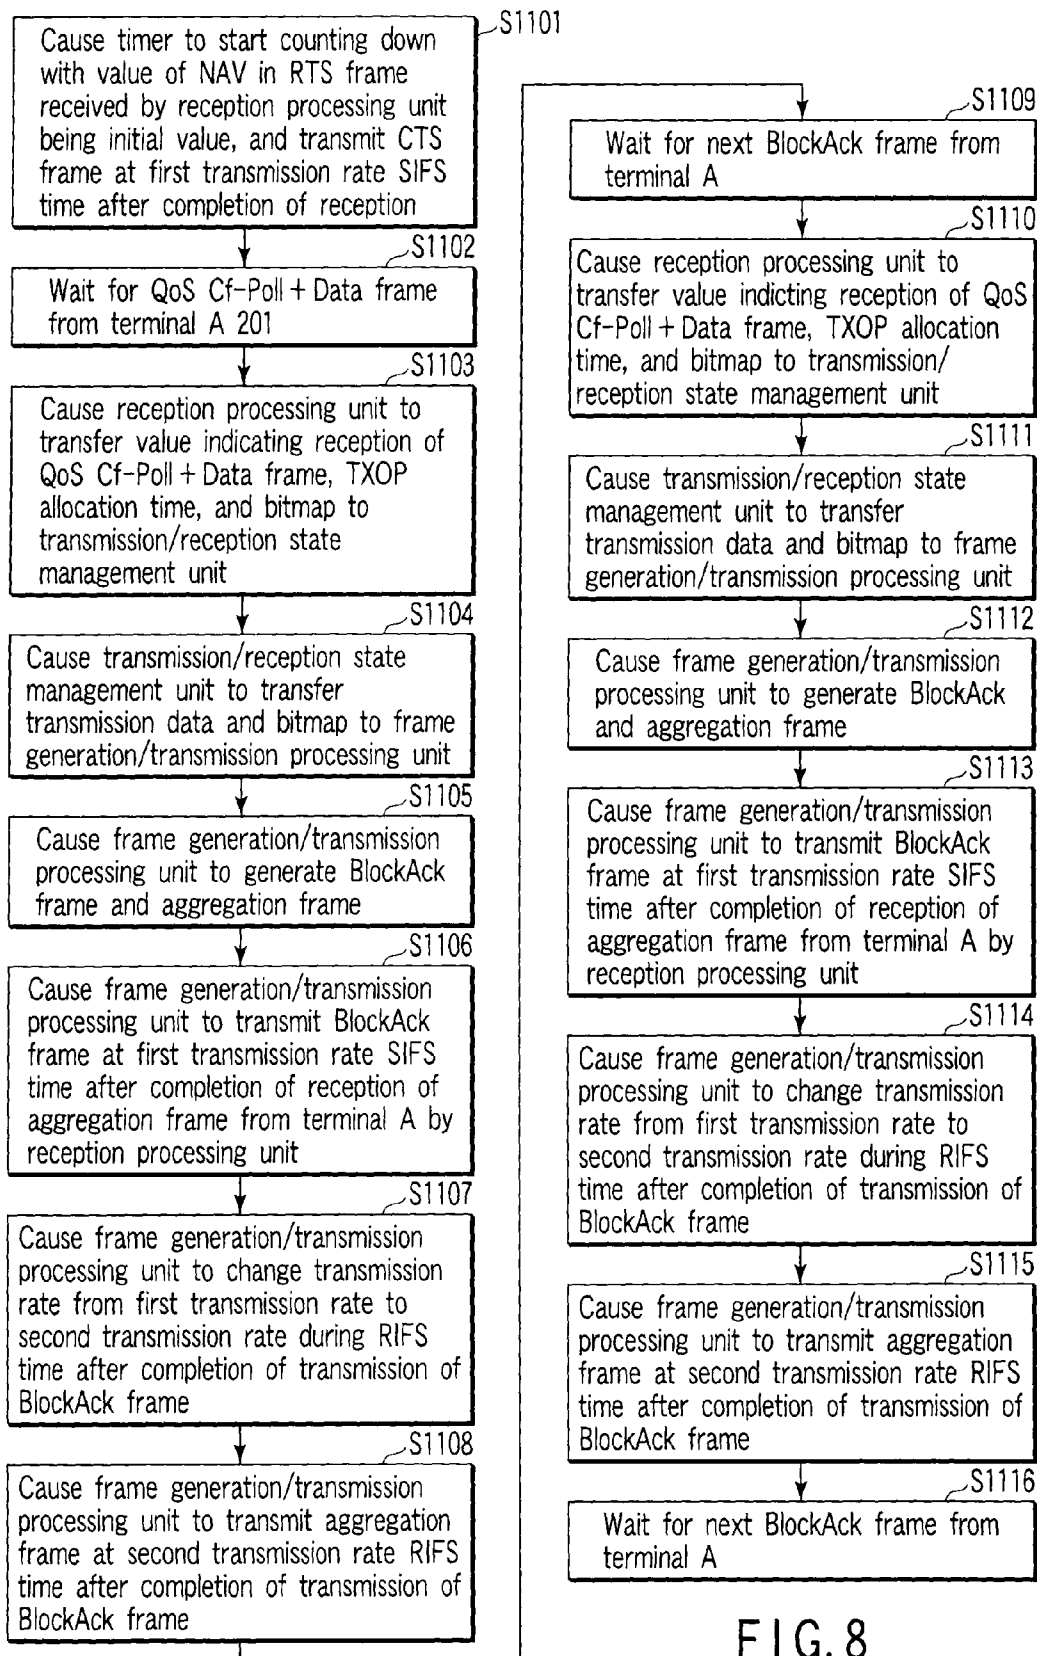 S1101
Cause timer to start counting down
with value of NAV in RTS frame
received by reception processing unit
being initial value, and transmit CTS
frame at first transmission rate SIFS
time after completion of reception
S1102
Wait for QoS Cf-Poll + Data frame
from terminal A 201
S1103
Cause reception processing unit to
transfer value indicating reception of
QoS Cf-Poll + Data frame, TXOP
allocation time, and bitmap to
transmission/reception state
management unit
S1104
Cause transmission/reception state
management unit to transfer
transmission data and bitmap to frame
generation/transmission processing unit
S1105
Cause frame generation/transmission
processing unit to generate BlockAck
frame and aggregation frame
S1106
Cause frame generation/transmission
processing unit to transmit BlockAck
frame at first transmission rate SIFS
time after completion of reception of
aggregation frame from terminal A by
reception processing unit
S1107
Cause frame generation/transmission
processing unit to change transmission
rate from first transmission rate to
second transmission rate during RIFS
time after completion of transmission of
BlockAck frame
S1108
Cause frame generation/transmission
processing unit to transmit aggregation
frame at second transmission rate RIFS
time after completion of transmission of
BlockAck frame
S1109
Wait for next BlockAck frame from
terminal A
S1110
Cause reception processing unit to
transfer value indicting reception of QoS
Cf-Poll + Data frame, TXOP allocation
time, and bitmap to transmission/
reception state management unit
S1111
Cause transmission/reception state
management unit to transfer
transmission data and bitmap to frame
generation/transmission processing unit
S1112
Cause frame generation/transmission
processing unit to generate BlockAck
and aggregation frame
S1113
Cause frame generation/transmission
processing unit to transmit BlockAck
frame at first transmission rate SIFS
time after completion of reception of
aggregation frame from terminal A by
reception processing unit
S1114
Cause frame generation/transmission
processing unit to change transmission
rate from first transmission rate to
second transmission rate during RIFS
time after completion of transmission of
BlockAck frame
S1115
Cause frame generation/transmission
processing unit to transmit aggregation
frame at second transmission rate RIFS
time after completion of transmission of
BlockAck frame
S1116
Wait for next BlockAck frame from
terminal A
FIG. 8